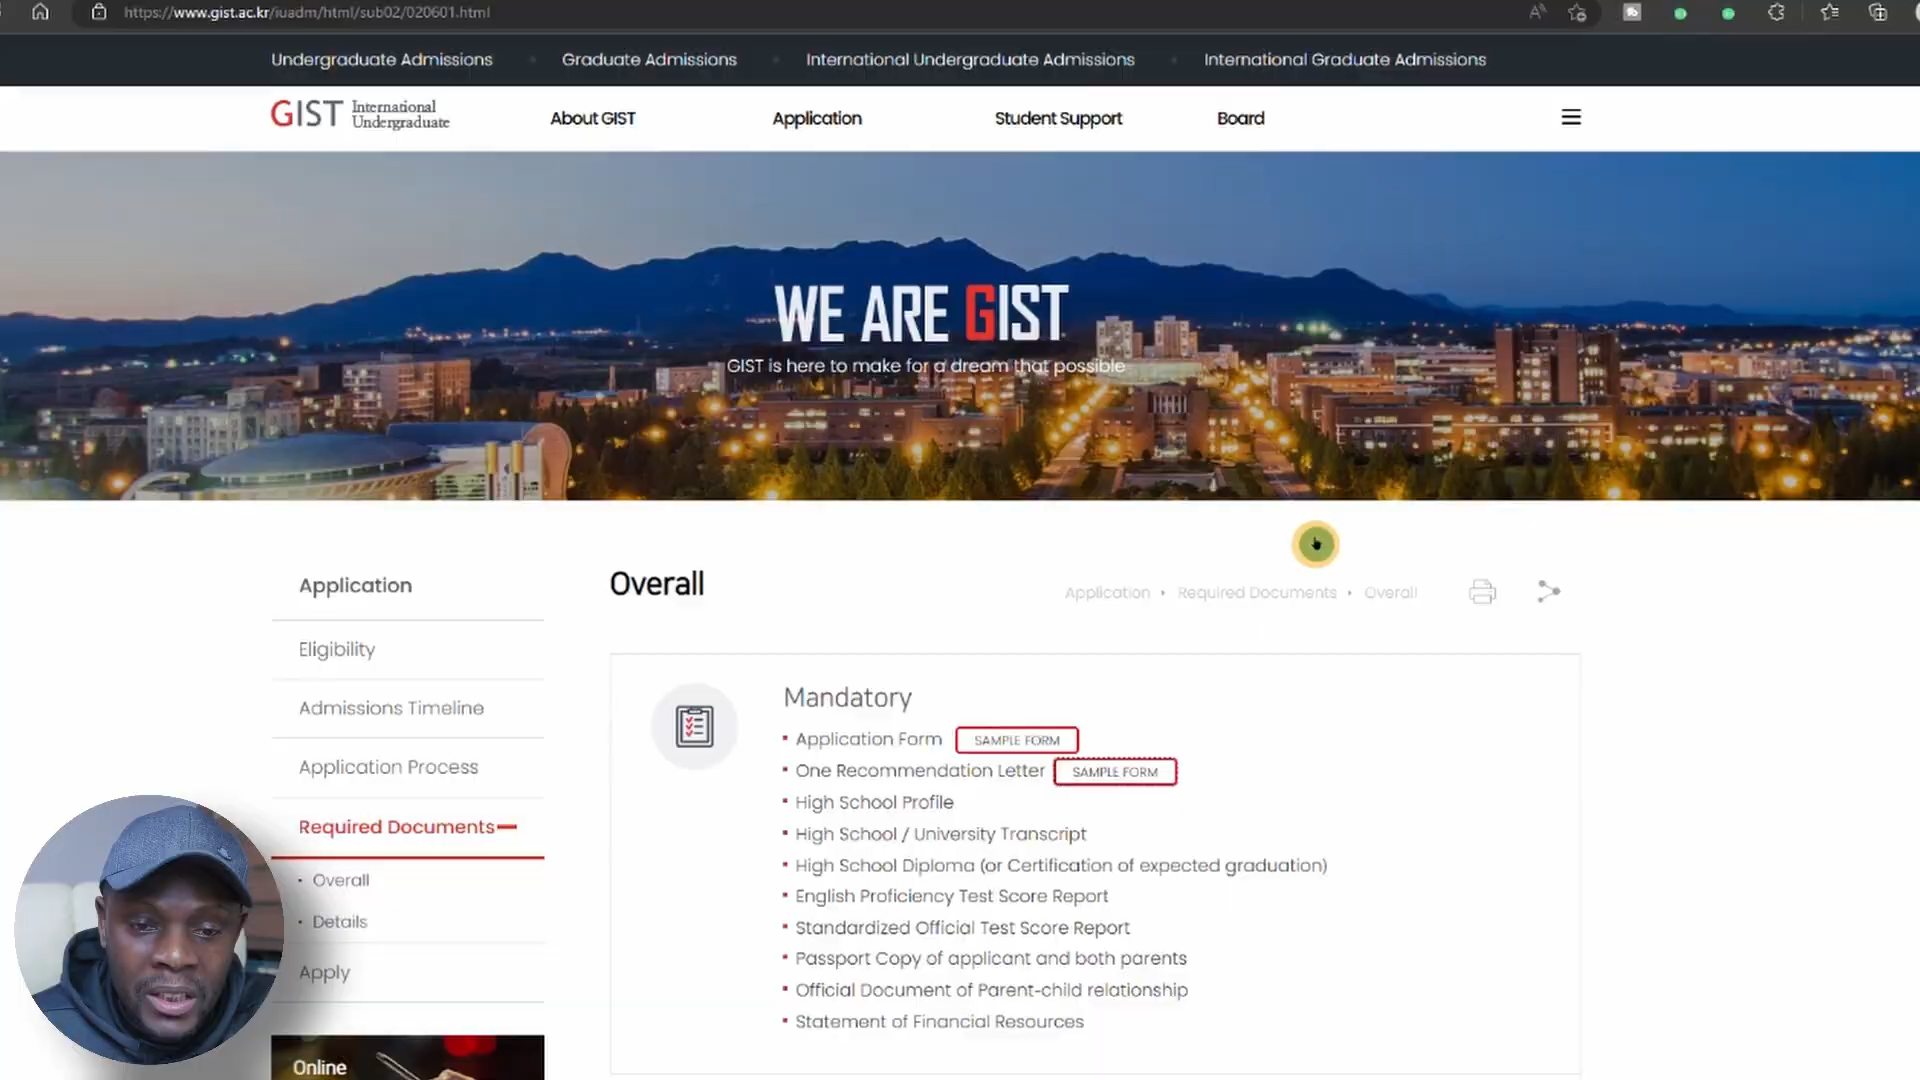 https://www.gist.ac.kr/iuadm/html/sub02/020601.html
Undergraduate Admissions
Graduate Admissions
International Undergraduate Admissions
International Graduate Admissions
GIST International Undergraduate
About GIST
Application
Student Support
Board
WE ARE GIST
GIST is here to make for a dream that possible
Application
Eligibility
Admissions Timeline
Application Process
Required Documents
Overall
Details
Apply
Online
Overall
Application • Required Documents • Overall
Mandatory
Application Form SAMPLE FORM
One Recommendation Letter SAMPLE FORM
High School Profile
High School / University Transcript
High School Diploma (or Certification of expected graduation)
English Proficiency Test Score Report
Standardized Official Test Score Report
Passport Copy of applicant and both parents
Official Document of Parent-child relationship
Statement of Financial Resources